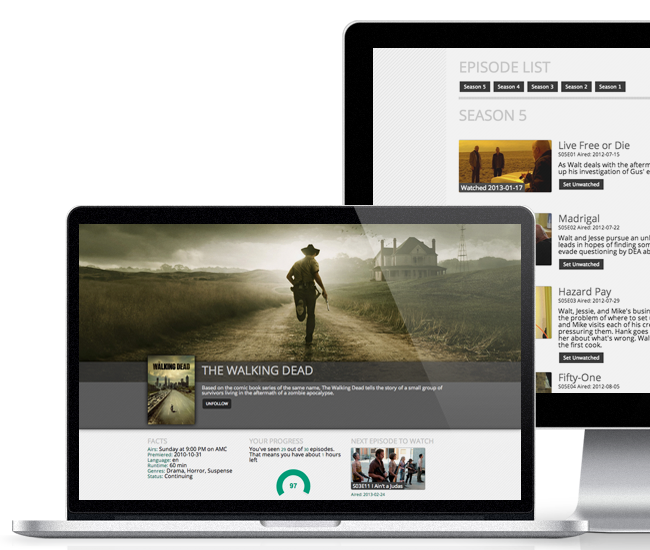 EPISODE LIST
Season 5 Season 4 Season 3 Season 2 Season 1
SEASON 5
Live Free or Die
S05E01 Aired: 2012-07-15
As Walt deals with the afterm
up his investigation of Gus' e
Watched 2013-01-17
Set Unwatched
Madrigal
S05E02 Aired: 2012-07-22
Walt and Jesse pursue an unl
leads in hopes of finding som
evade questioning by DEA ab
Set Unwatched
Hazard Pay
S05E03 Aired: 2012-07-29
Walt, Jessie, and Mike's busin
the problem of where to set
and Mike visits each of his cr
pressuring them. Hank goes
her about what's wrong. Wal
the first cook.
Set Unwatched
Fifty-One
S05E04 Aired: 2012-08-05
THE WALKING DEAD
THE WALKING DEAD
Based on the comic book series of the same name, The Walking Dead tells the story of a small group of
survivors living in the aftermath of a zombie apocalypse.
UNFOLLOW
FACTS
Airs: Sunday at 9:00 PM on AMC
Premiered: 2010-10-31
Language: en
Runtime: 60 min
Genres: Drama, Horror, Suspense
Status: Continuing
YOUR PROGRESS
You've seen 29 out of 30 episodes.
That means you have about 1 hours
left
97
NEXT EPISODE TO WATCH
S03E11 I Ain't a Judas
Aired: 2013-02-24